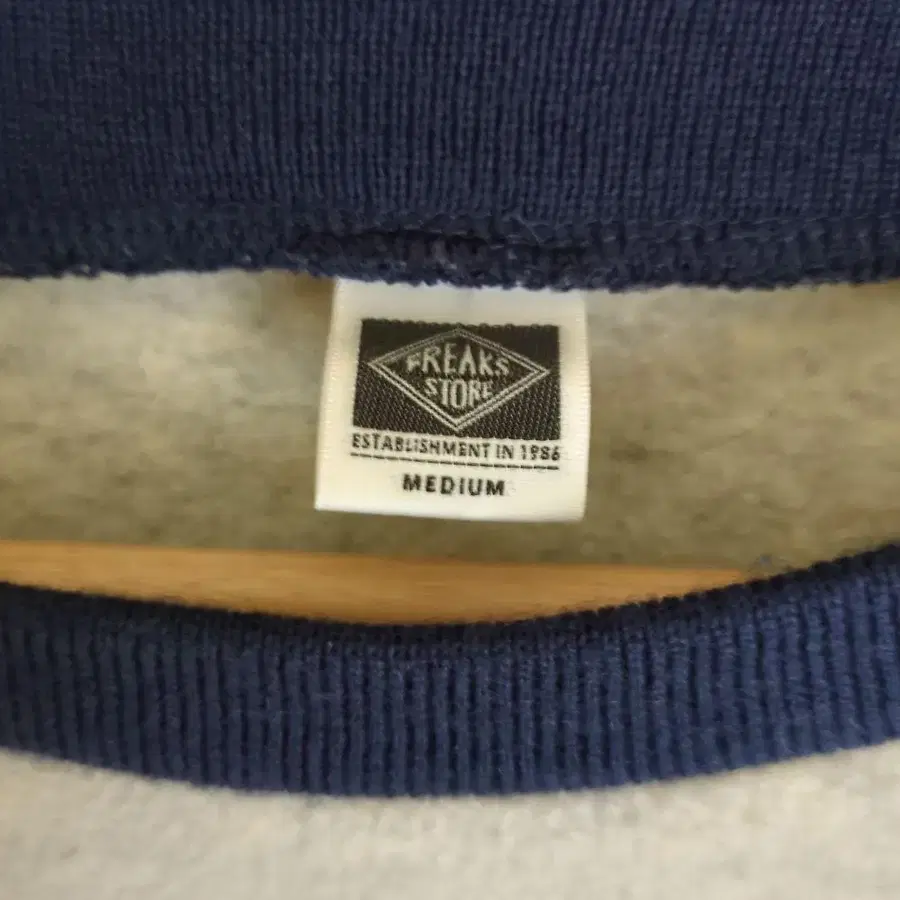 FREAKS
STORE
ESTABLISHMENT IN 1986
MEDIUM